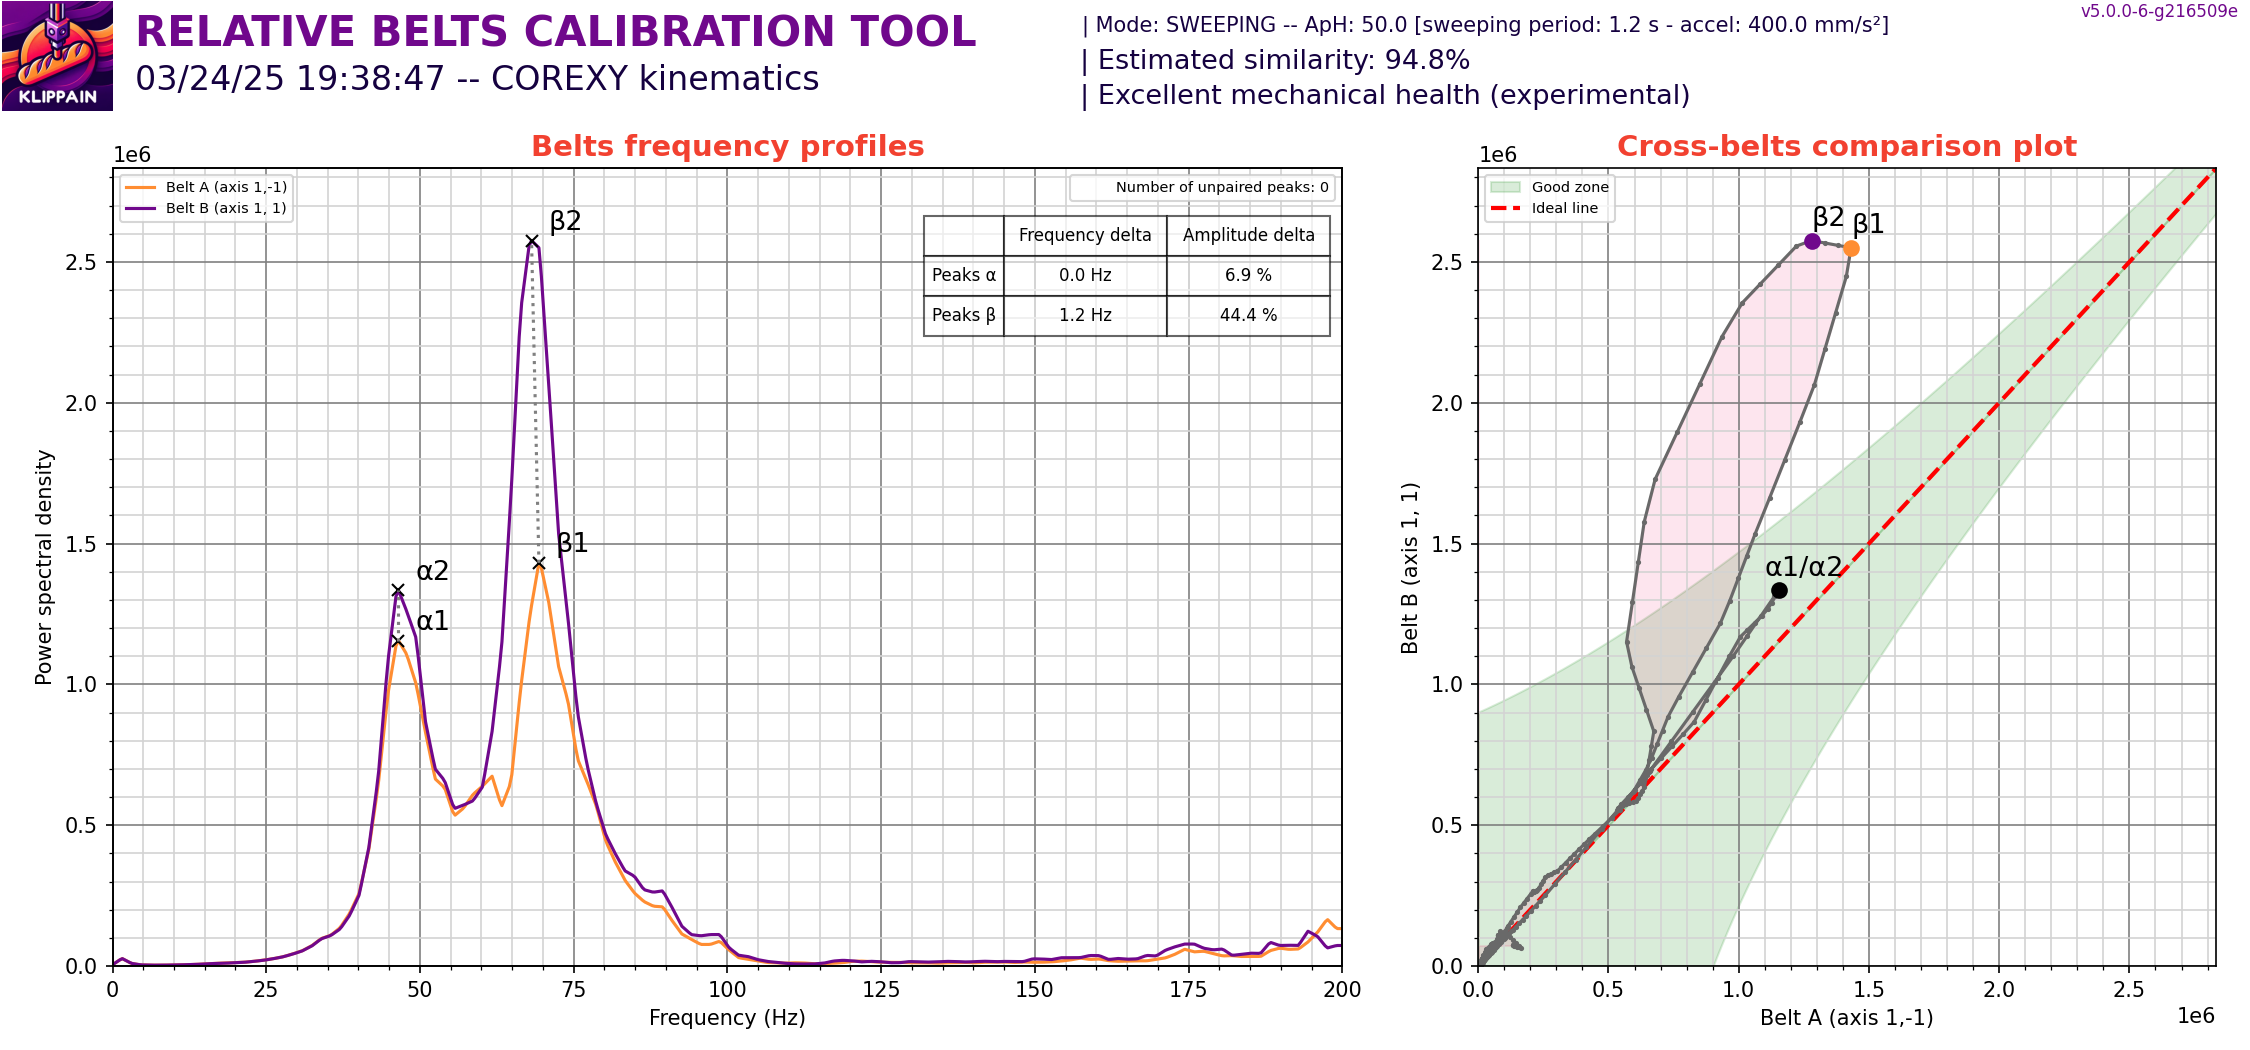 KLIPPAIN
RELATIVE BELTS CALIBRATION TOOL
03/24/25 19:38:47 -- COREXY kinematics
| Mode: SWEEPING -- ApH: 50.0 [sweeping period: 1.2 s - accel: 400.0 mm/s²]
| Estimated similarity: 94.8%
| Excellent mechanical health (experimental)
v5.0.0-6-g216509e
Belts frequency profiles
1e6
Belt A (axis 1,-1)
Belt B (axis 1, 1)
Number of unpaired peaks: 0
Frequency delta Amplitude delta
Peaks α 0.0 Hz 6.9 %
Peaks β 1.2 Hz 44.4 %
β2
β1
α2
α1
2.5
2.0
1.5
1.0
0.5
0.0
Power spectral density
0 25 50 75 100 125 150 175 200
Frequency (Hz)
Cross-belts comparison plot
1e6
Good zone
Ideal line
β2
β1
α1/α2
2.5
2.0
1.5
1.0
0.5
0.0
Belt B (axis 1, 1)
0.0 0.5 1.0 1.5 2.0 2.5
Belt A (axis 1,-1)
1e6